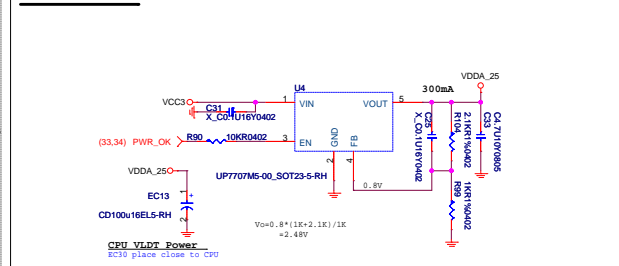 VDDA_25
U4
300mA
VCC3
1
VIN
VOUT
5
C31
X_C0.1U16Y0402
C25
X_C0.1U16Y0402
R104
2.1KR1%0402
C33
C4.7U10Y0805
(33,34) PWR_OK
R90
10KR0402
3
EN
GND
FB
2
4
VDDA_25
UP7707M5-00_SOT23-5-RH
0.8V
R99
1KR1%0402
1
+
EC13
CD100u16EL5-RH
2
Vo=0.8*(1K+2.1K)/1K
=2.48V
CPU VLDT Power
EC30 place close to CPU